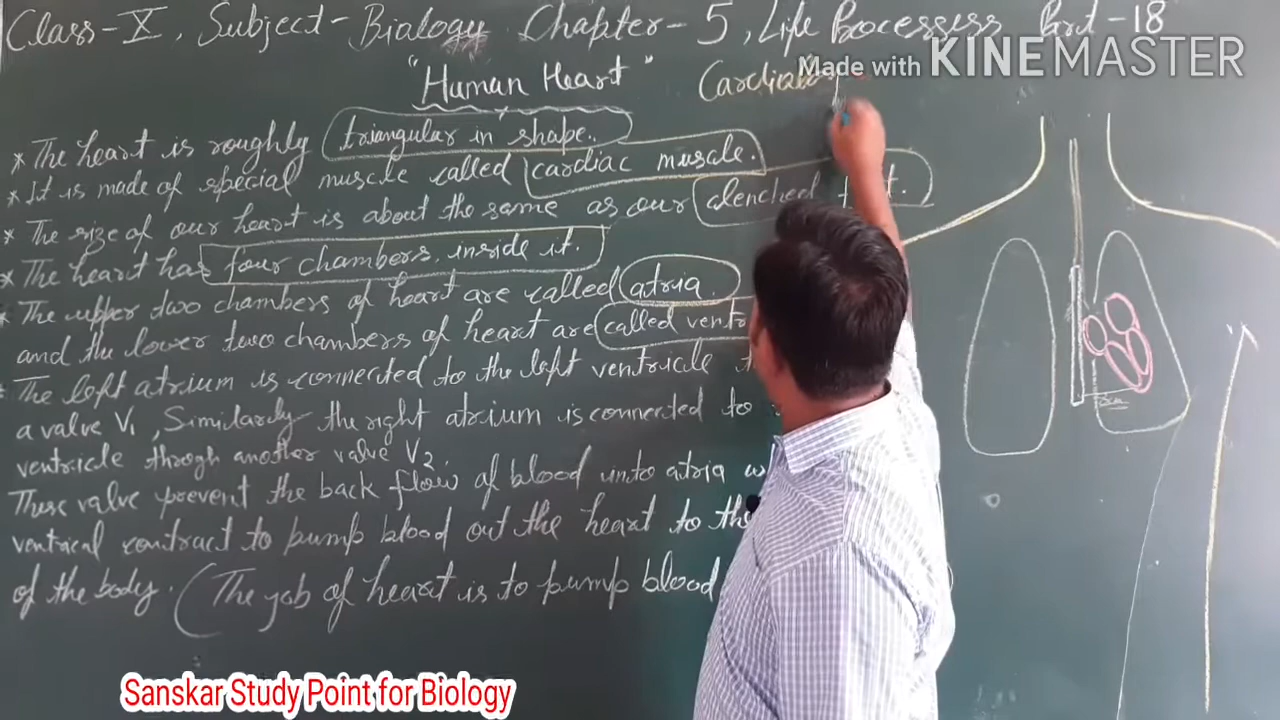 Class-X, Subject-Biology Chapter-5, Life Processess Part-18
Made with KINEMASTER
"Human Heart"
* The heart is roughly triangular in shape.
* It is made of special muscle called cardiac muscle.
* The size of our heart is about the same as our clenched
* The heart has four chambers inside it.
* The upper two chambers of heart are called atria.
and the lower two chambers of heart are called ventr
* The left atrium is connected to the left ventricle
a valve V1, Similarly the right atrium is connected to
ventricle through another valve V2.
These valve prevent the back flow of blood into atria
ventrical contract to pump blood out the heart to the
of the body. (The job of heart is to pump blood
Sanskar Study Point for Biology